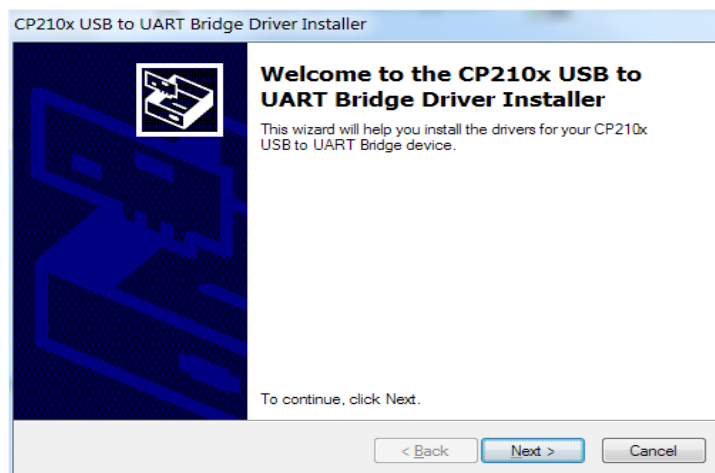 CP210x USB to UART Bridge Driver Installer
Welcome to the CP210x USB to
UART Bridge Driver Installer
This wizard will help you install the drivers for your CP210x
USB to UART Bridge device.
To continue, click Next.
< Back
Next >
Cancel